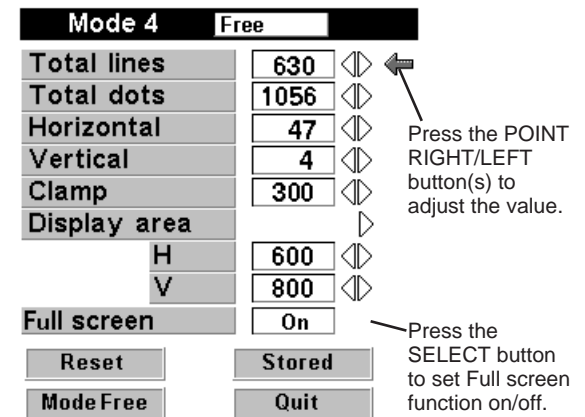 Mode 4 Free
Total lines 630
Total dots 1056
Horizontal 47
Vertical 4
Clamp 300
Display area
H 600
V 800
Full screen On
Reset Stored
Mode Free Quit
Press the POINT
RIGHT/LEFT
button(s) to
adjust the value.
Press the
SELECT button
to set Full screen
function on/off.